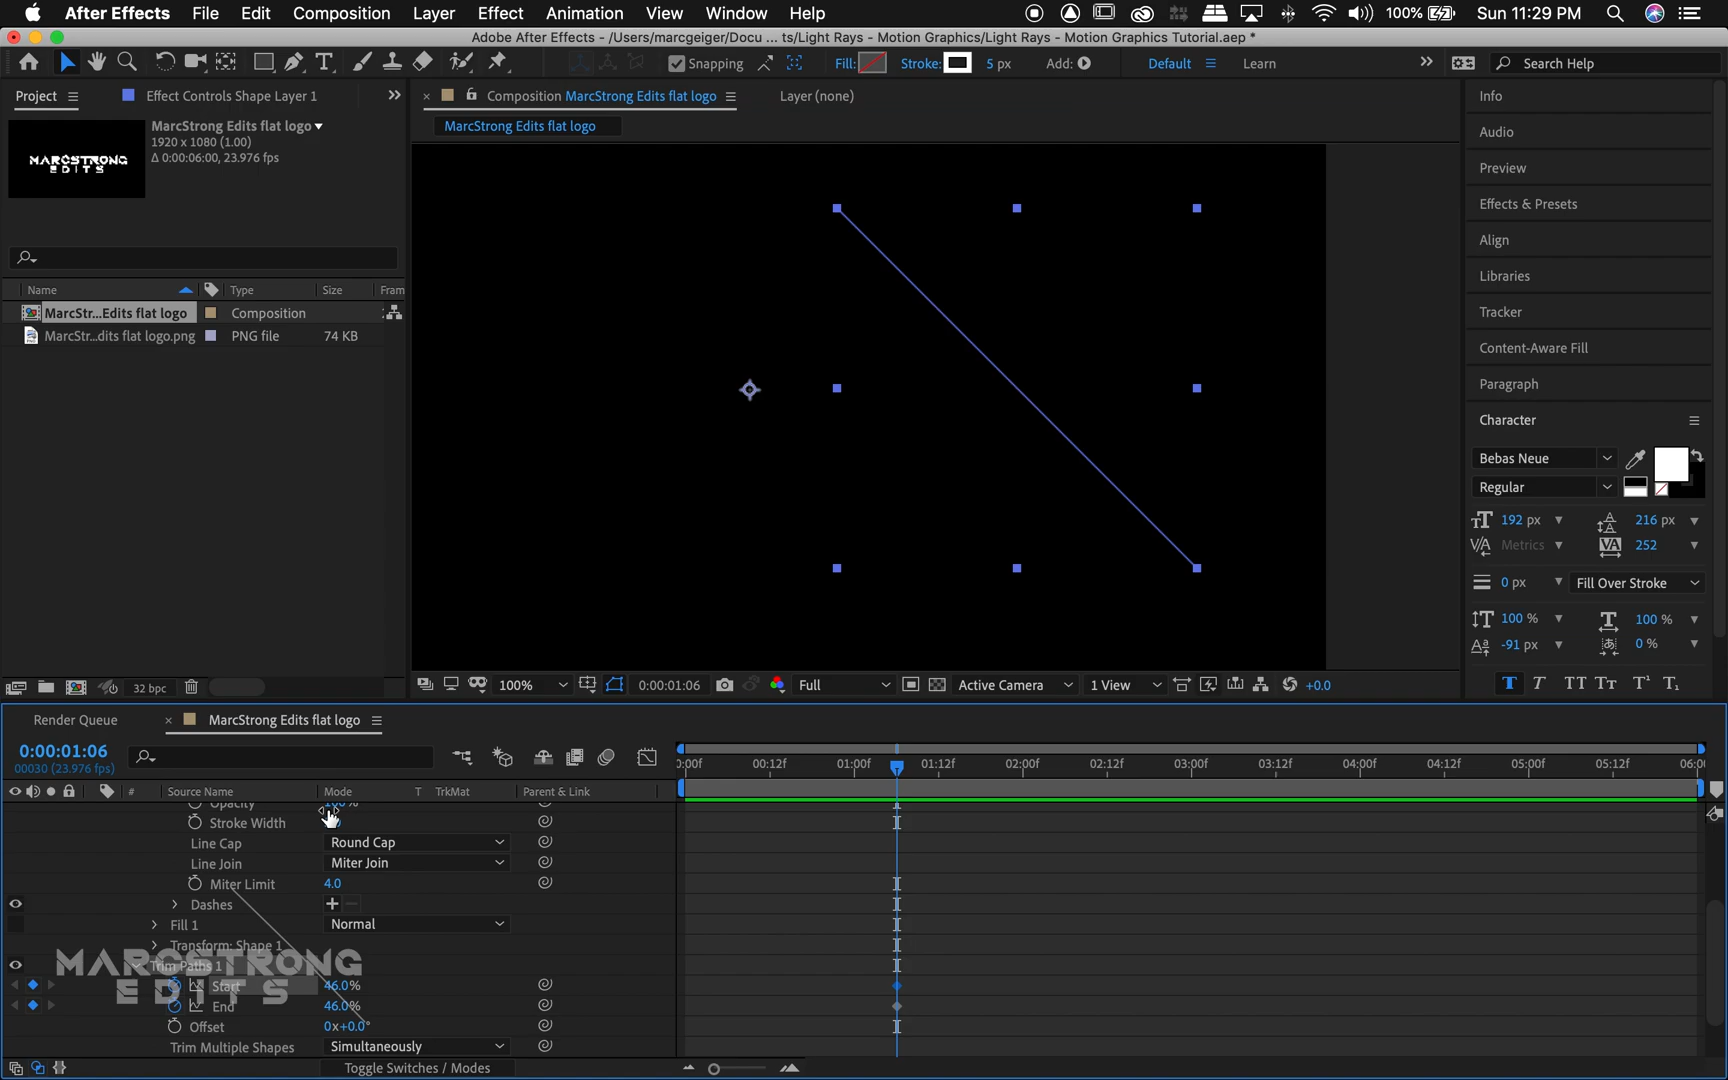 After Effects File Edit Composition Layer Effect Animation View Window Help 100% Sun 11:29 PM
Adobe After Effects - /Users/marcgeiger/Docu ... ts/Light Rays - Motion Graphics/Light Rays - Motion Graphics Tutorial.aep *
Snapping Fill: Stroke: 5 px Add: Default Learn Search Help
Project Effect Controls Shape Layer 1
Composition MarcStrong Edits flat logo Layer (none)
MarcStrong Edits flat logo
MarcStrong Edits flat logo
1920 x 1080 (1.00)
Δ 0:00:06:00, 23.976 fps
MARCSTRONG
EDITS
Name Type Size Fram
MarcStr...Edits flat logo Composition
MarcStr...dits flat logo.png PNG file 74 KB
32 bpc
100% 0:00:01:06 Full Active Camera 1 View +0.0
Info
Audio
Preview
Effects & Presets
Align
Libraries
Tracker
Content-Aware Fill
Paragraph
Character
Bebas Neue
Regular
192 px 216 px
Metrics 252
0 px Fill Over Stroke
100 % 100 %
-91 px 0 %
Render Queue MarcStrong Edits flat logo
0:00:01:06
00030 (23.976 fps)
0:00f 00:12f 01:00f 01:12f 02:00f 02:12f 03:00f 03:12f 04:00f 04:12f 05:00f 05:12f 06:00
# Source Name Mode T TrkMat Parent & Link
Opacity 100%
Stroke Width
Line Cap Round Cap
Line Join Miter Join
Miter Limit 4.0
Dashes + −
Fill 1 Normal
Transform: Shape 1
Trim Paths 1
Start 46.0%
End 46.0%
Offset 0x+0.0°
Trim Multiple Shapes Simultaneously
Toggle Switches / Modes
MARCSTRONG
EDITS